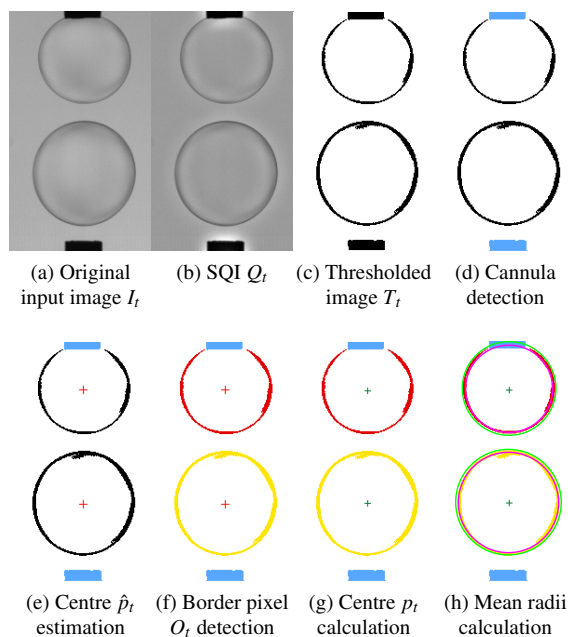 (a) Original
input image I_t
(b) SQI Q_t
(c) Thresholded
image T_t
(d) Cannula
detection
(e) Centre p̂_t
estimation
(f) Border pixel
O_t detection
(g) Centre p_t
calculation
(h) Mean radii
calculation